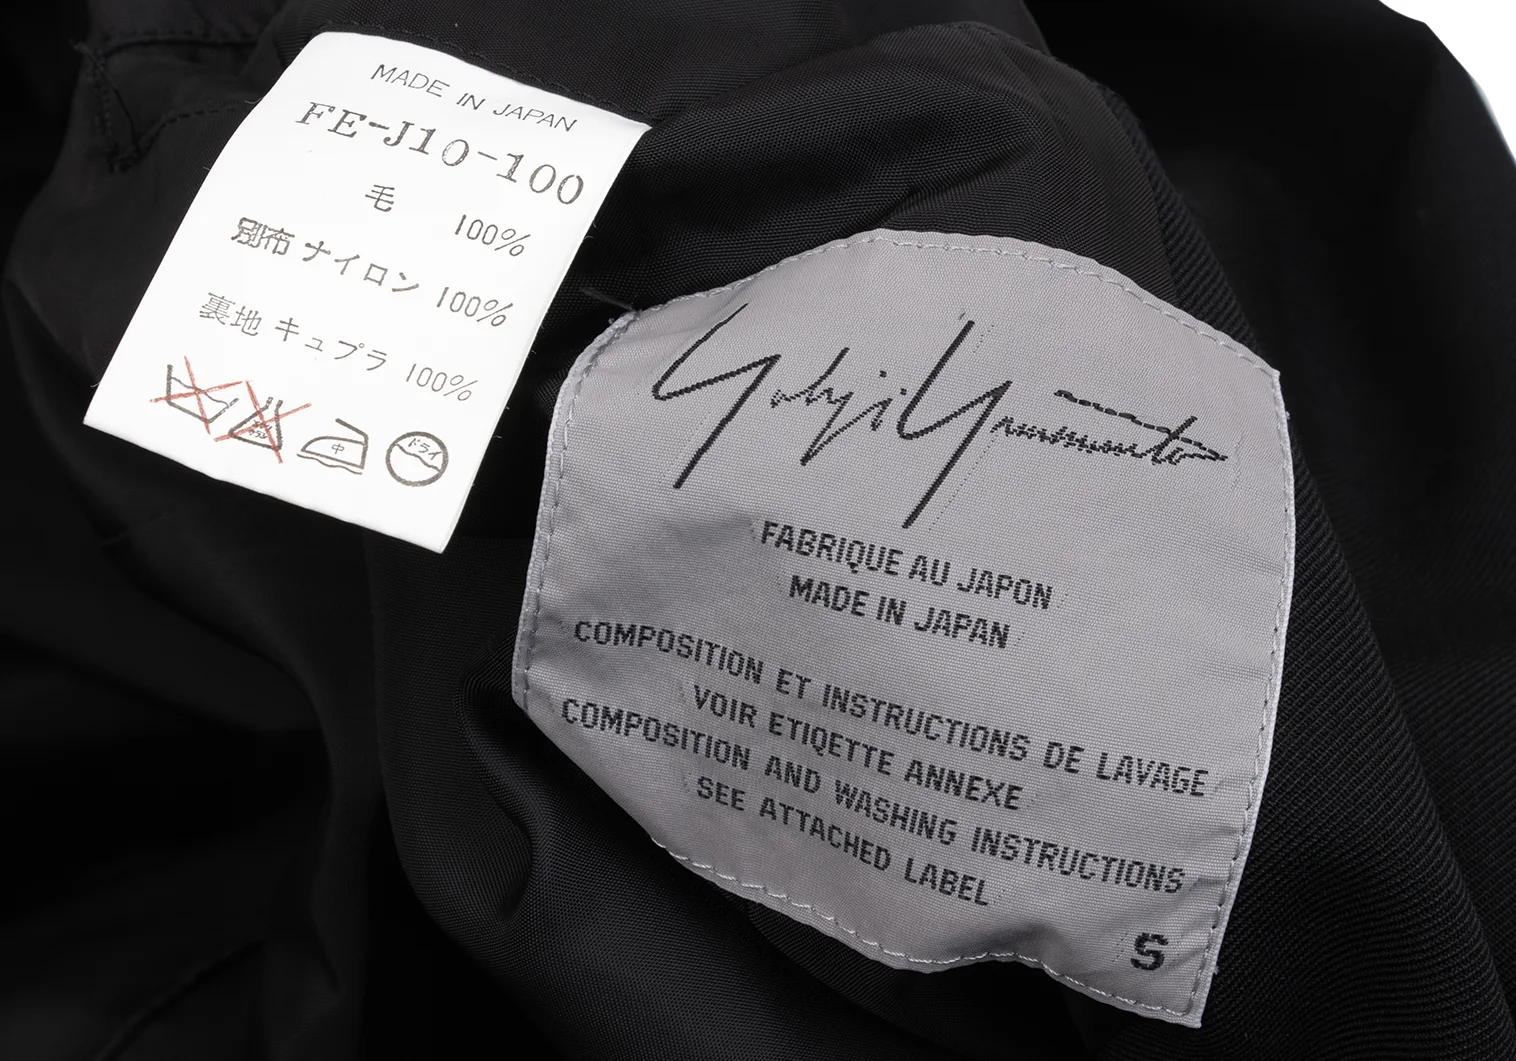 MADE IN JAPAN
FE-J10-100
毛 100%
別布 ナイロン 100%
裏地 キュプラ 100%
中
ドライ
Yohji Yamamoto
FABRIQUE AU JAPON
MADE IN JAPAN
COMPOSITION ET INSTRUCTIONS DE LAVAGE
VOIR ETIQETTE ANNEXE
COMPOSITION AND WASHING INSTRUCTIONS
SEE ATTACHED LABEL
S